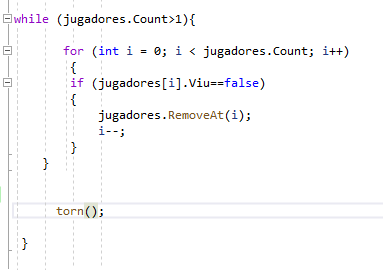 while (jugadores.Count>1){
for (int i = 0; i < jugadores.Count; i++)
{
if (jugadores[i].Viu==false)
{
jugadores.RemoveAt(i);
i--;
}
}
torn();
}